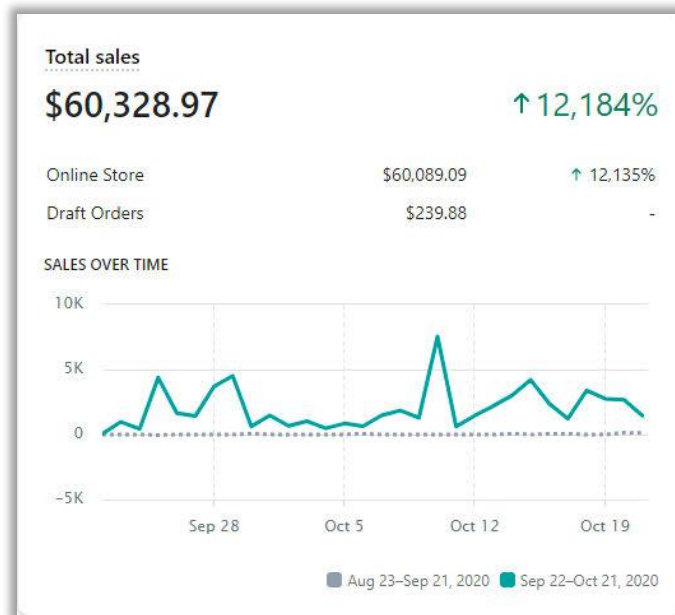 Total sales
$60,328.97 ↑ 12,184%
Online Store $60,089.09 ↑ 12,135%
Draft Orders $239.88 -
SALES OVER TIME
10K
5K
0
−5K
Sep 28 Oct 5 Oct 12 Oct 19
Aug 23–Sep 21, 2020 Sep 22–Oct 21, 2020